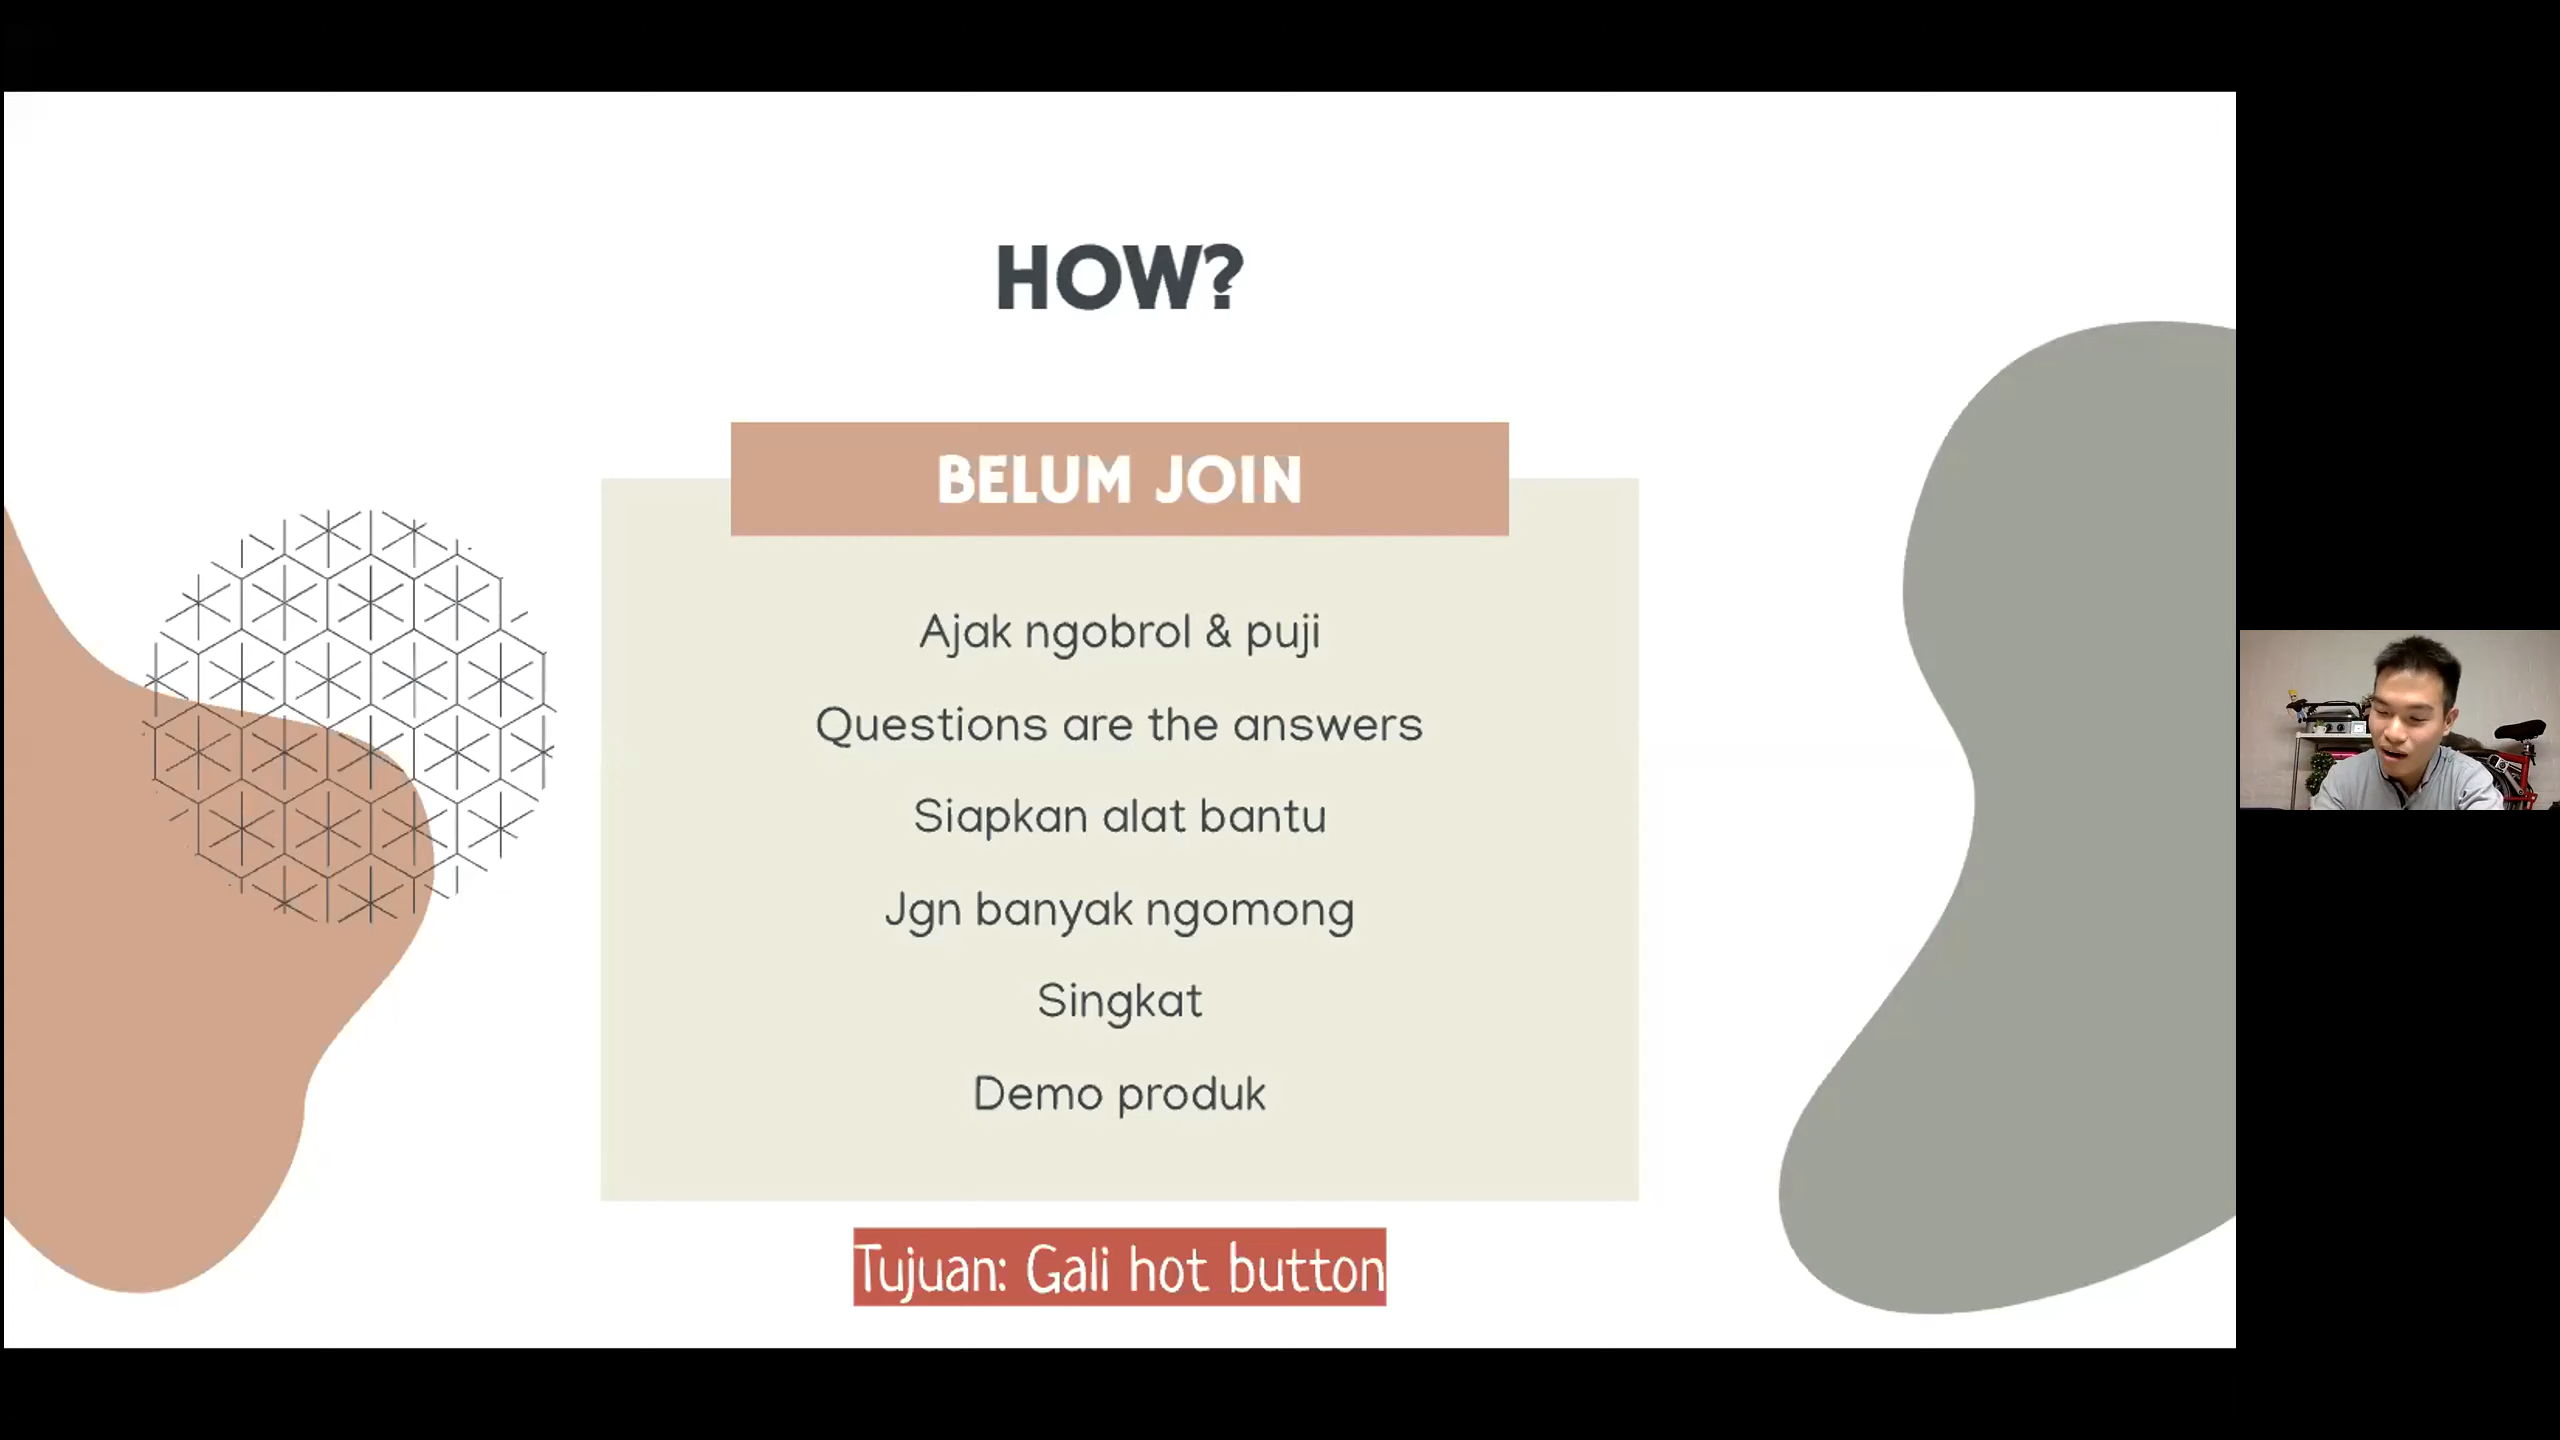 HOW?
BELUM JOIN
Ajak ngobrol & puji
Questions are the answers
Siapkan alat bantu
Jgn banyak ngomong
Singkat
Demo produk
Tujuan: Gali hot button